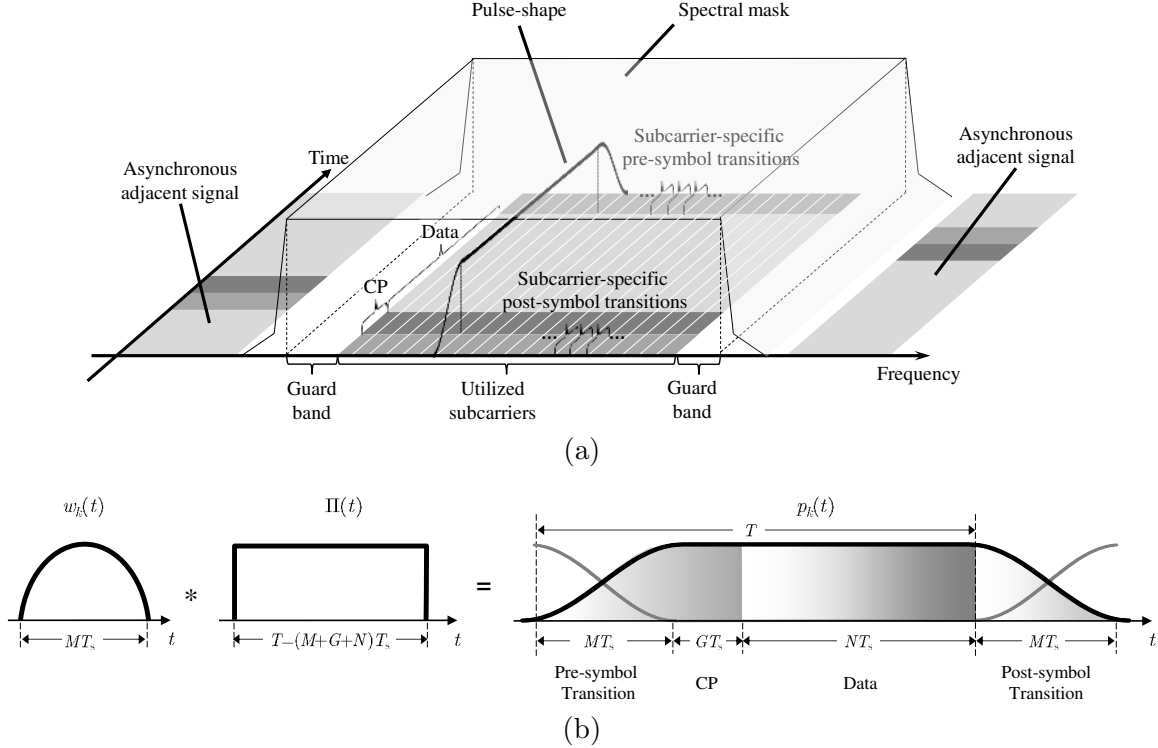 Pulse-shape
Spectral mask
Subcarrier-specific
pre-symbol transitions
Asynchronous
adjacent signal
Time
Asynchronous
adjacent signal
...
...
Data
CP
Subcarrier-specific
post-symbol transitions
...
...
Guard
band
Utilized
subcarriers
Guard
band
Frequency
(a)
w_k(t)
Π(t)
p_k(t)
T
*
=
MT_s
t
T–(M+G+N)T_s
t
MT_s
GT_s
NT_s
MT_s
t
Pre-symbol
Transition
CP
Data
Post-symbol
Transition
(b)